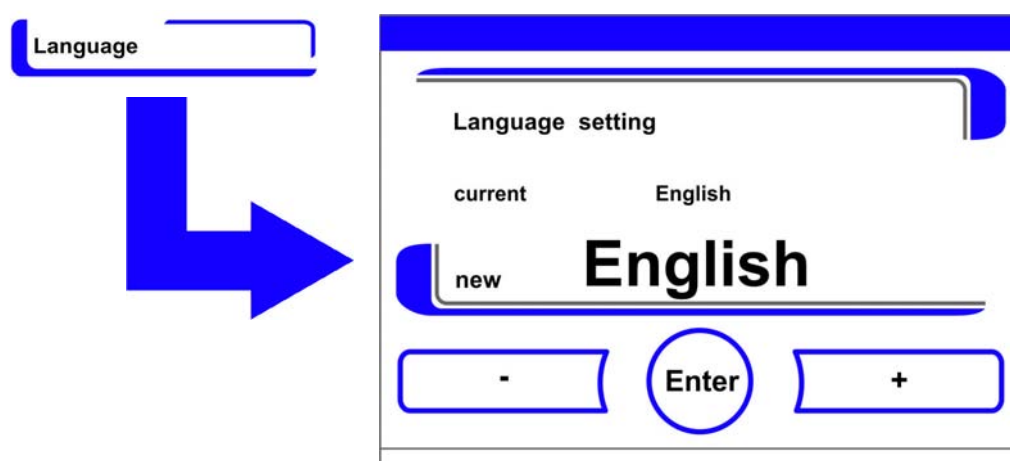 Language
Language setting
current English
new English
- Enter +